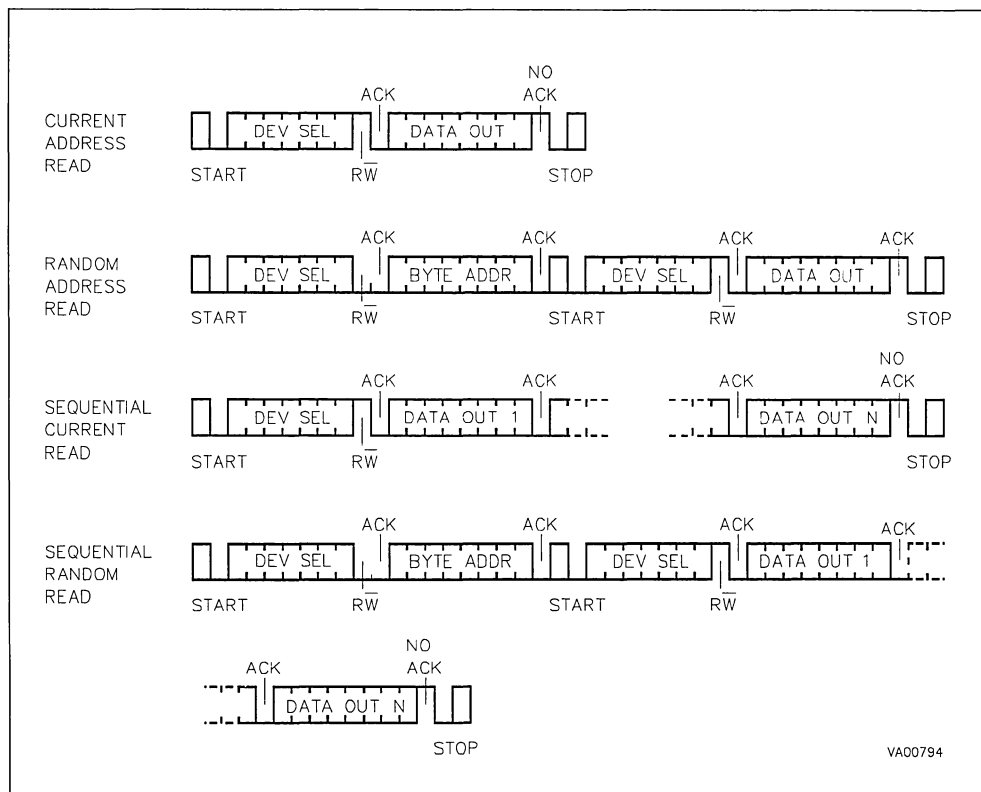 NO
ACK ACK
CURRENT
ADDRESS
READ
DEV SEL DATA OUT
START RW̅ STOP
ACK ACK ACK ACK
RANDOM
ADDRESS
READ
DEV SEL BYTE ADDR DEV SEL DATA OUT
START RW̅ START RW̅ STOP
NO
ACK ACK ACK ACK
SEQUENTIAL
CURRENT
READ
DEV SEL DATA OUT 1 DATA OUT N
START RW̅ STOP
ACK ACK ACK ACK
SEQUENTIAL
RANDOM
READ
DEV SEL BYTE ADDR DEV SEL DATA OUT 1
START RW̅ START RW̅
NO
ACK ACK
DATA OUT N
STOP
VA00794